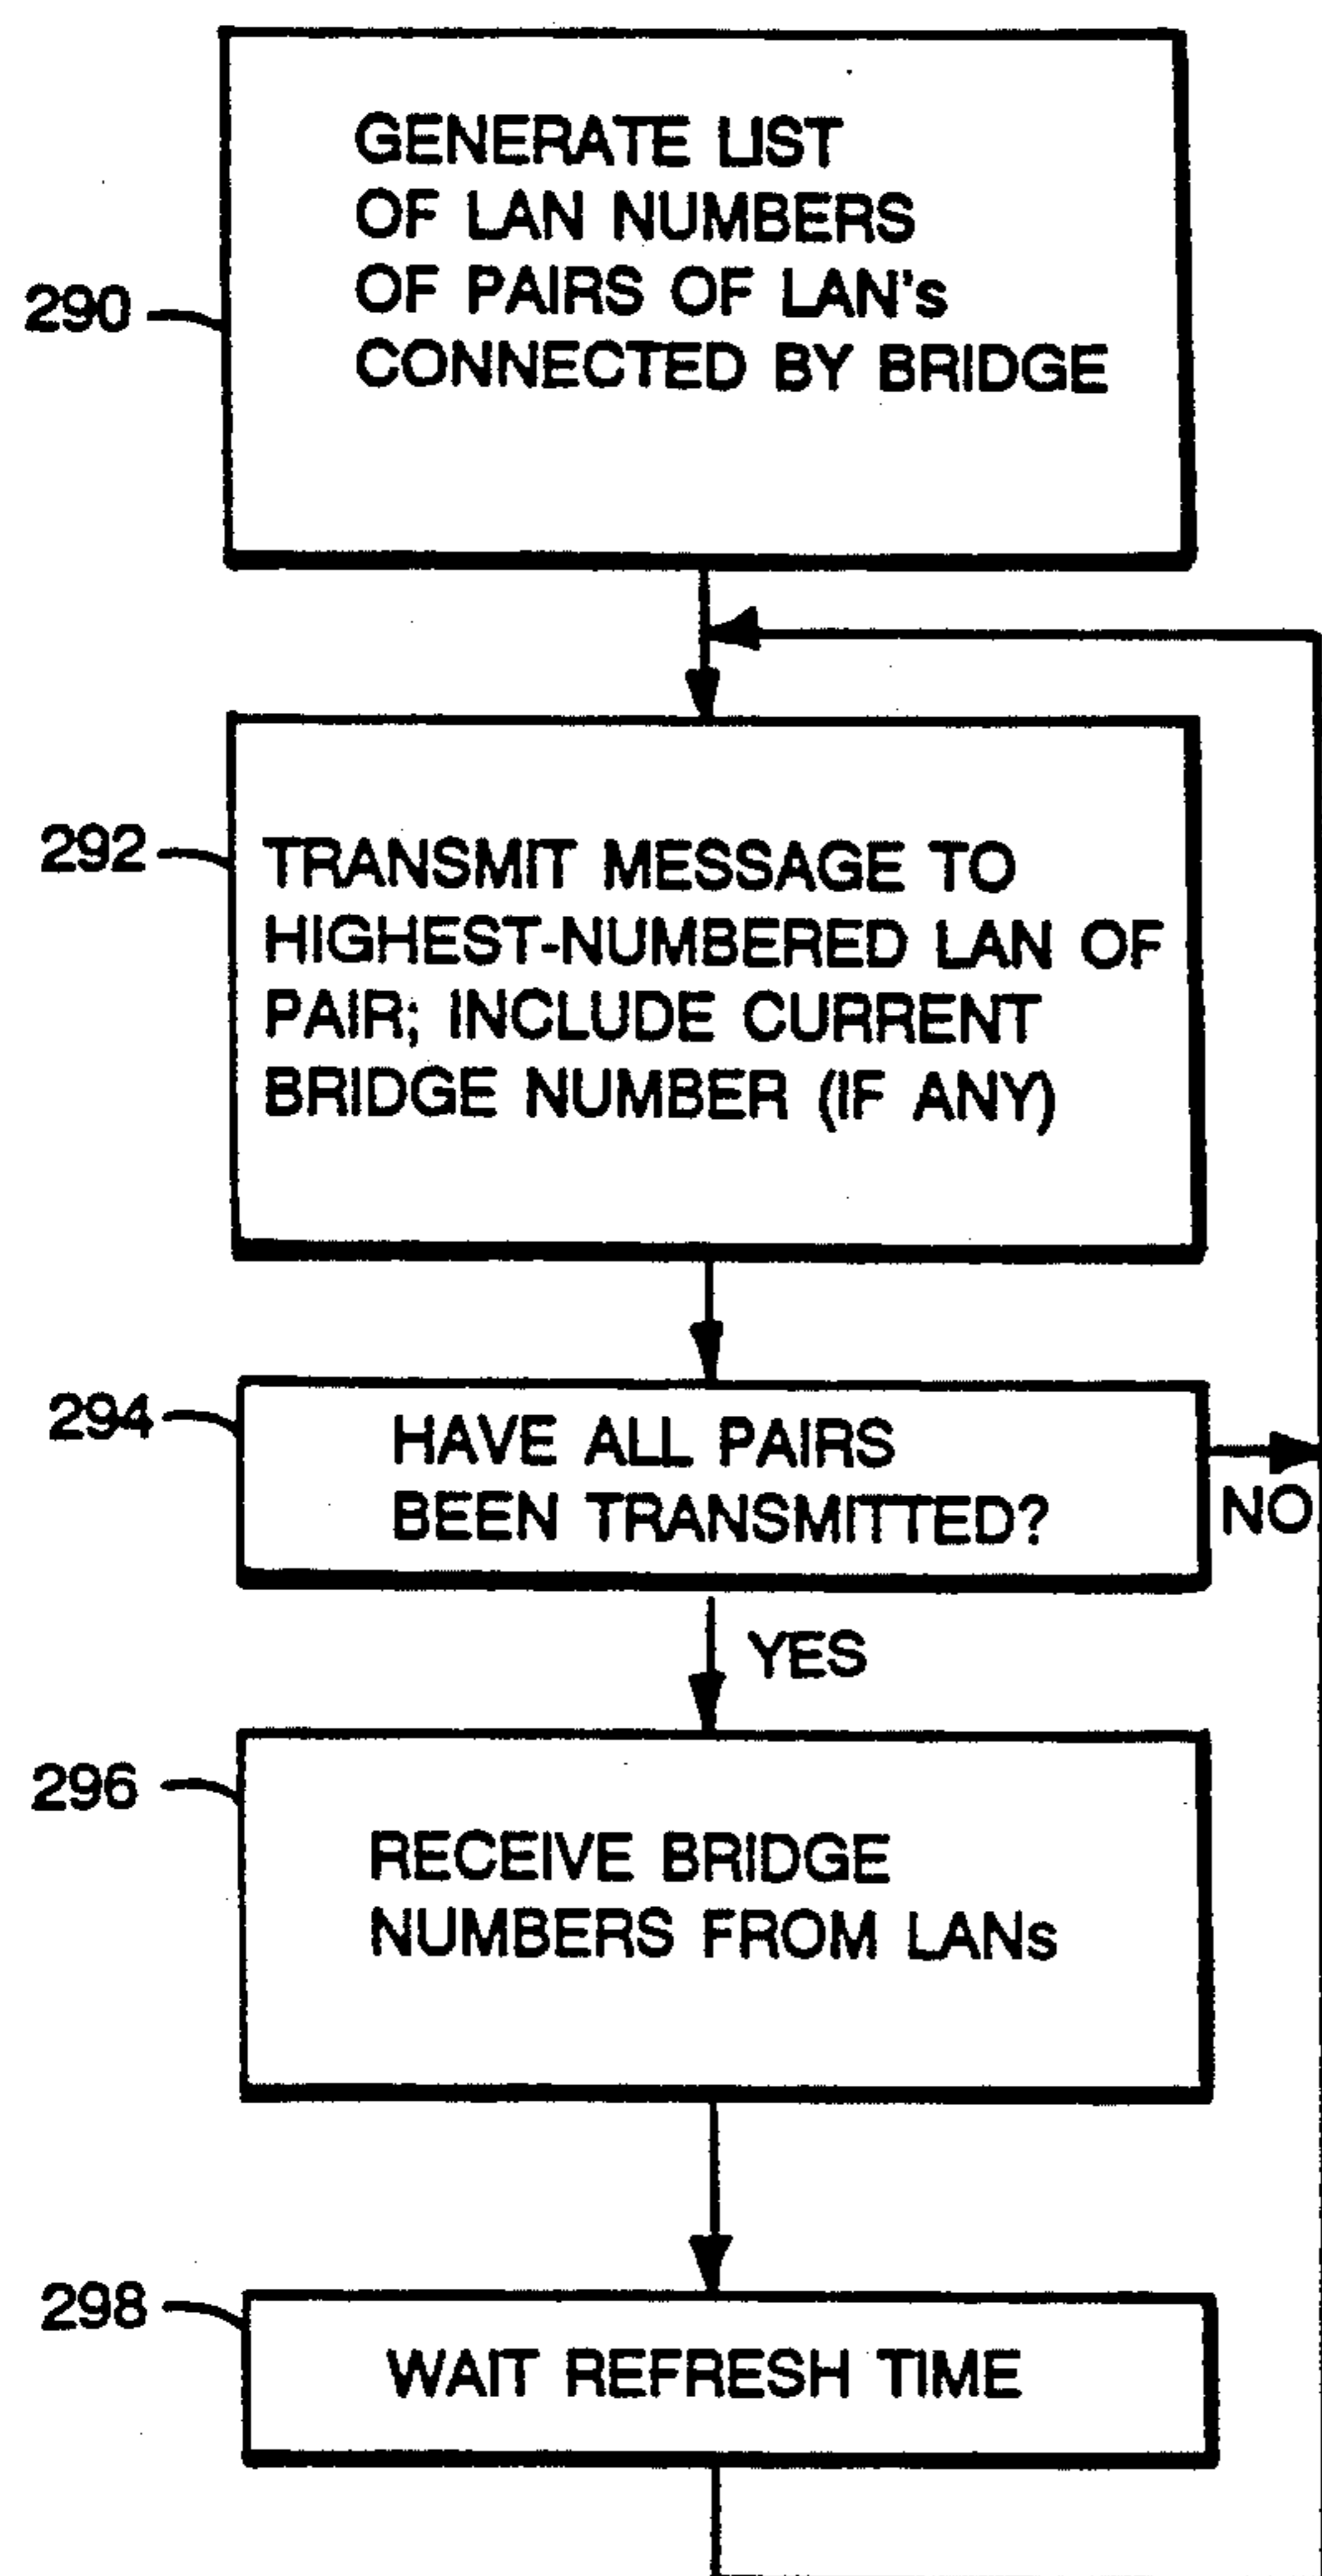 GENERATE LIST
OF LAN NUMBERS
OF PAIRS OF LAN's
CONNECTED BY BRIDGE
290
292
TRANSMIT MESSAGE TO
HIGHEST-NUMBERED LAN OF
PAIR; INCLUDE CURRENT
BRIDGE NUMBER (IF ANY)
294
HAVE ALL PAIRS
BEEN TRANSMITTED?
NO
YES
296
RECEIVE BRIDGE
NUMBERS FROM LANs
298
WAIT REFRESH TIME